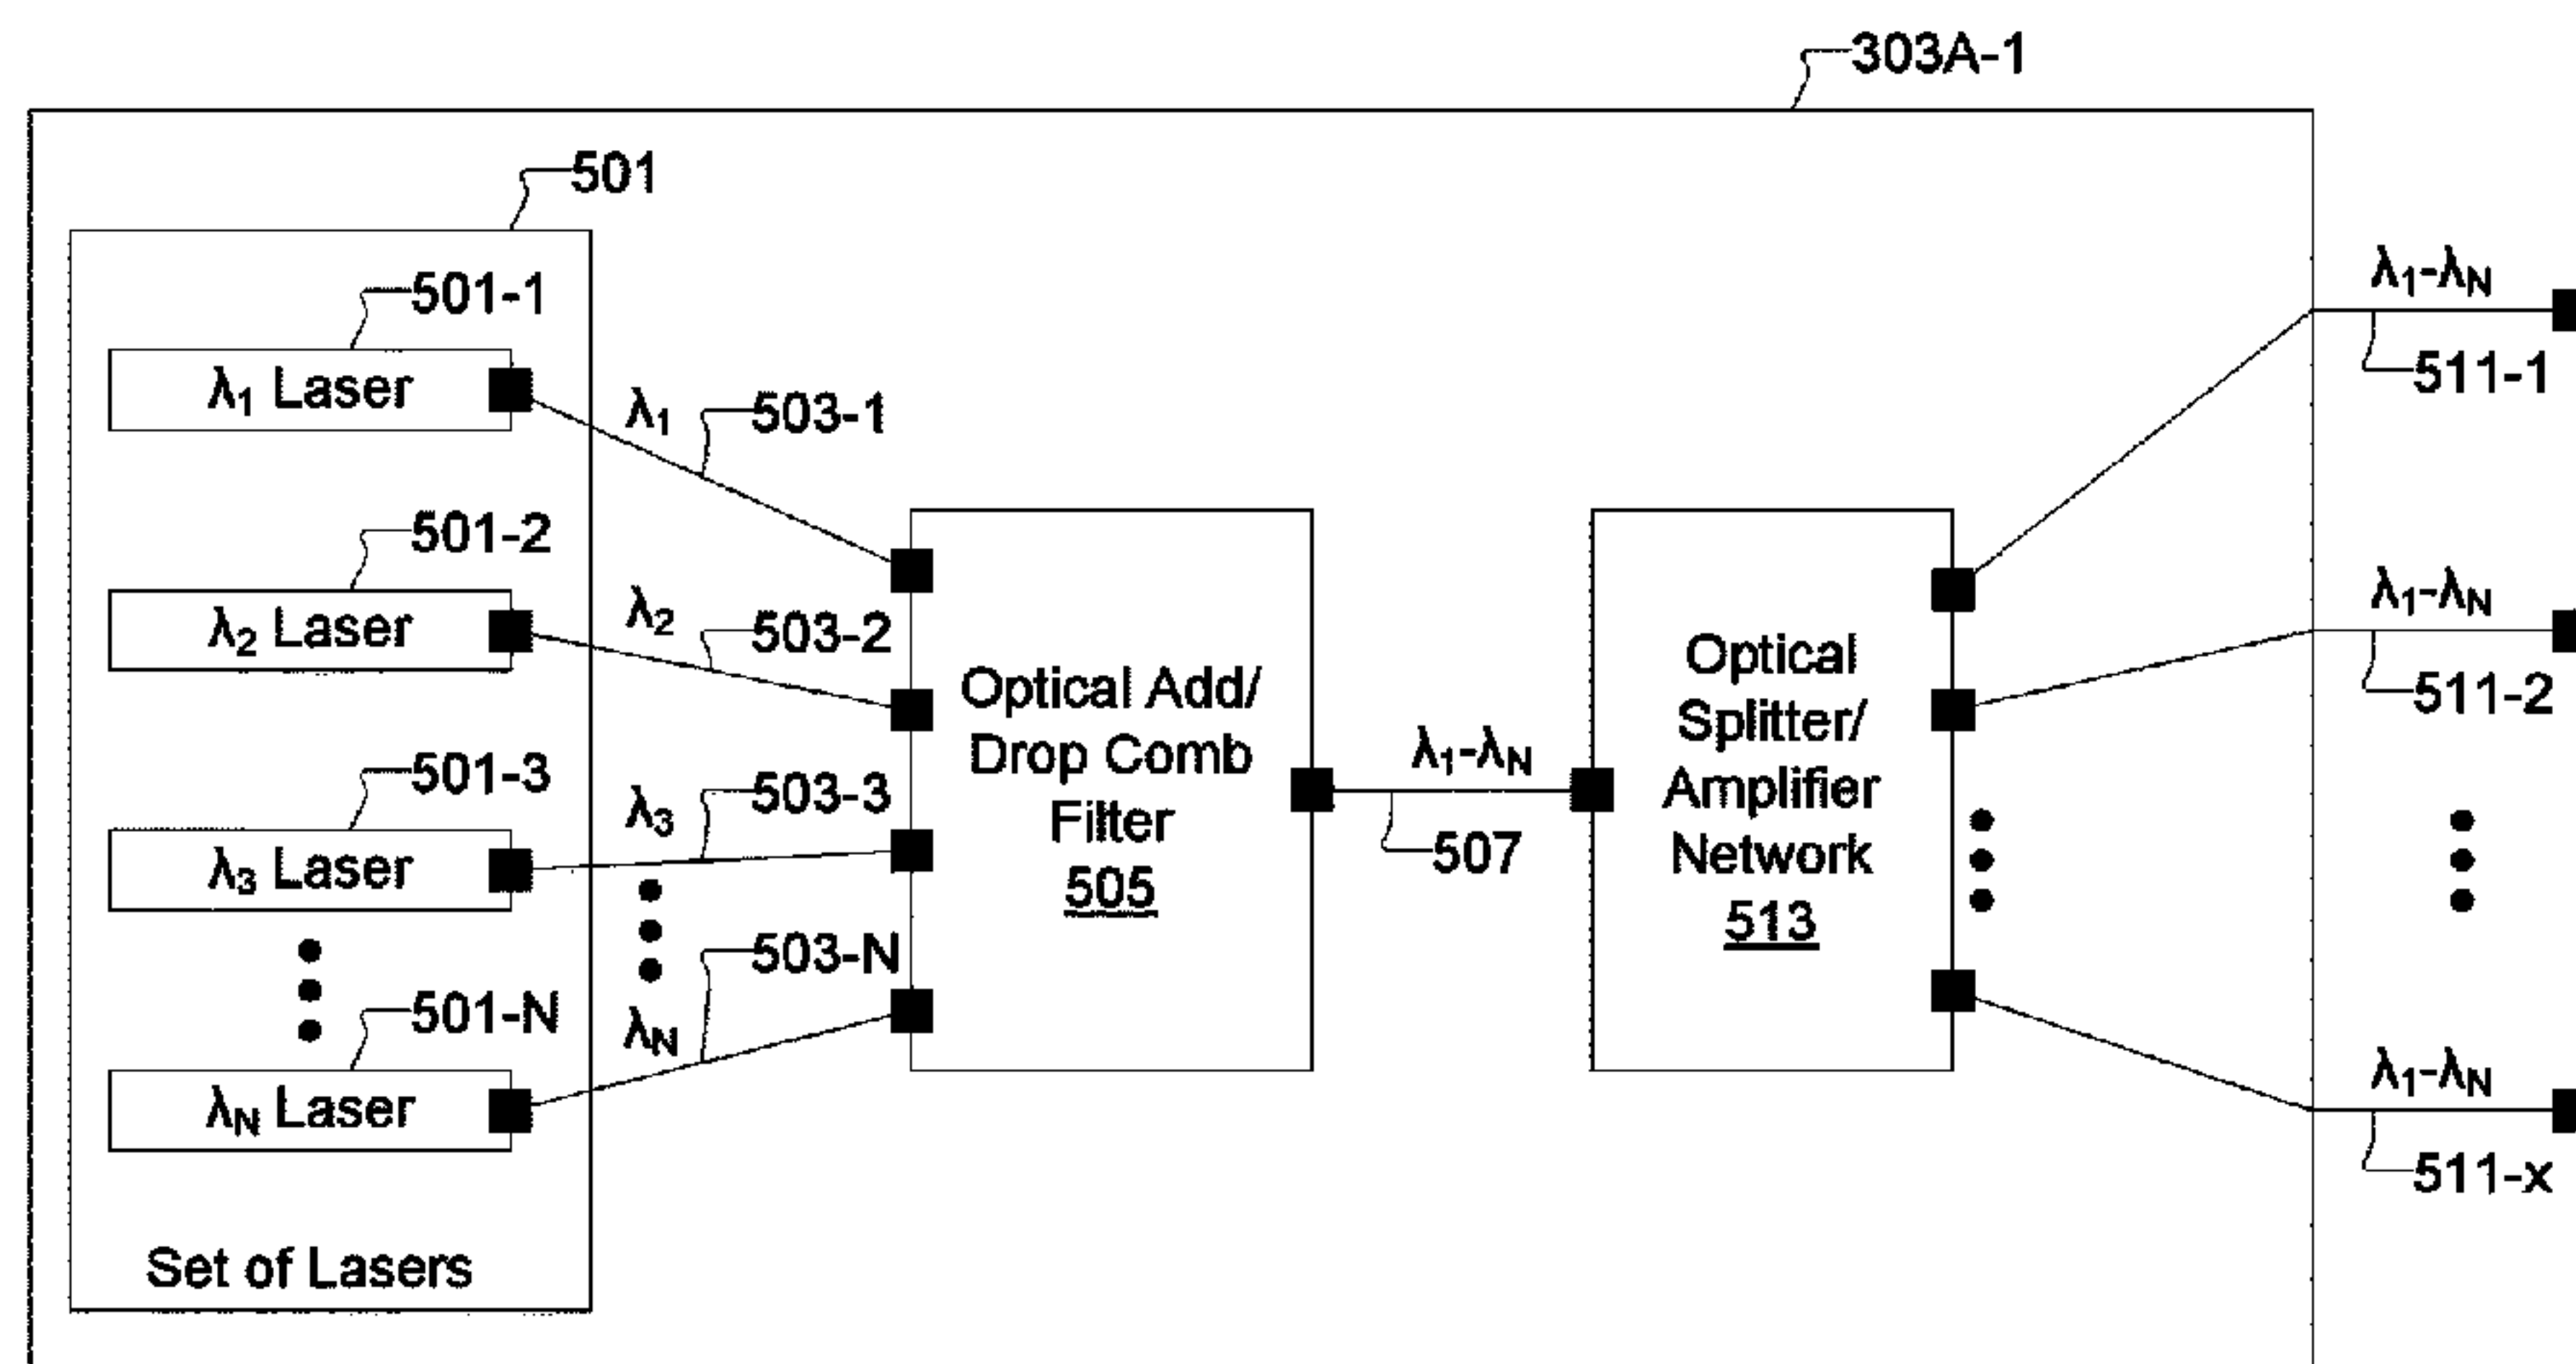 303A-1
501
501-1
λ₁ Laser
501-2
λ₂ Laser
501-3
λ₃ Laser
501-N
λN Laser
Set of Lasers
λ₁
503-1
λ₂
503-2
λ₃
503-3
λN
503-N
Optical Add/
Drop Comb
Filter
505
λ₁-λN
507
Optical
Splitter/
Amplifier
Network
513
λ₁-λN
511-1
λ₁-λN
511-2
λ₁-λN
511-x